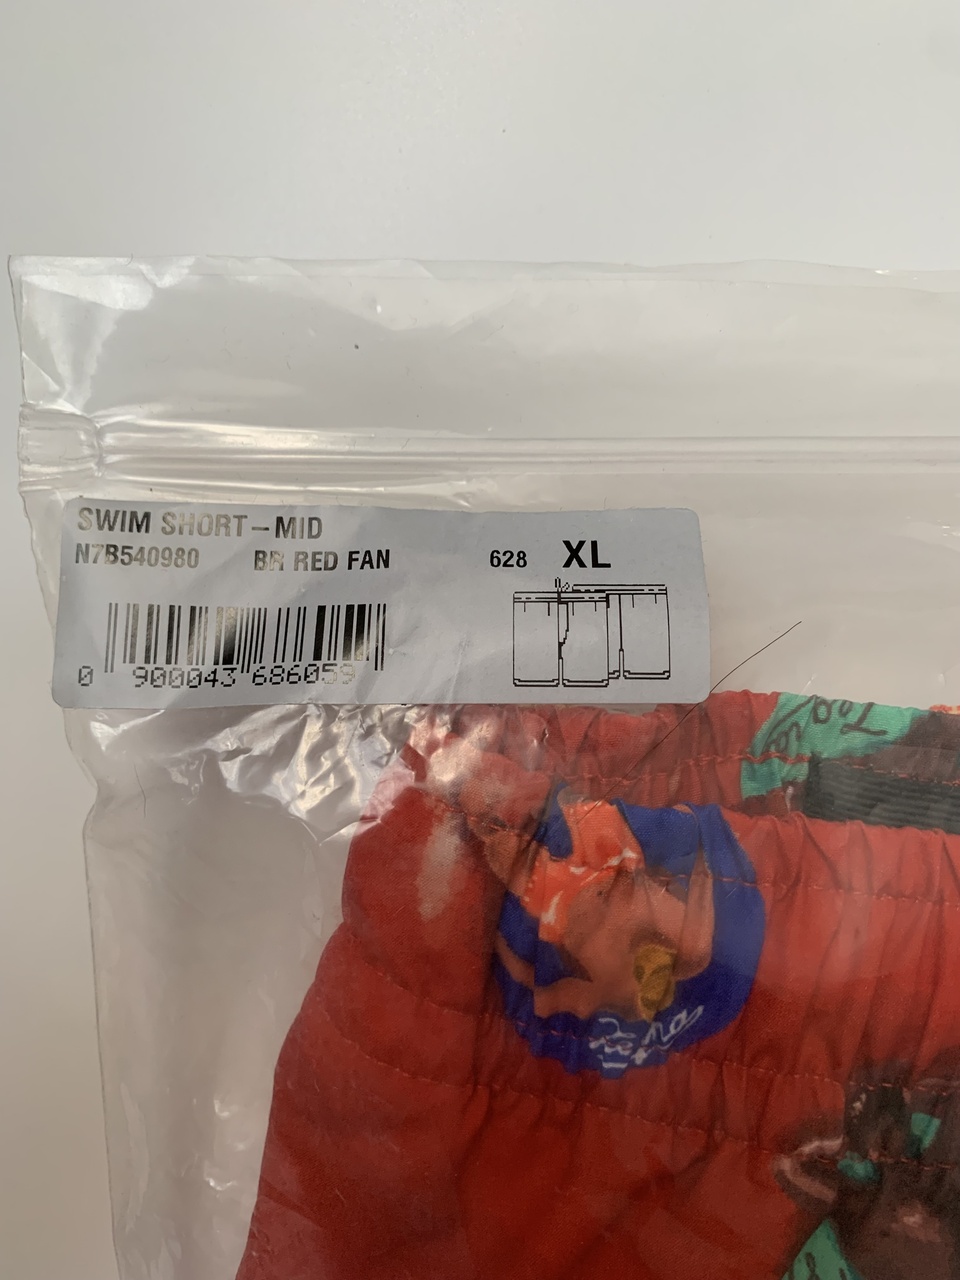 SWIM SHORT-MID
N7B540980 BR RED FAN 628 XL
0 900043 686059